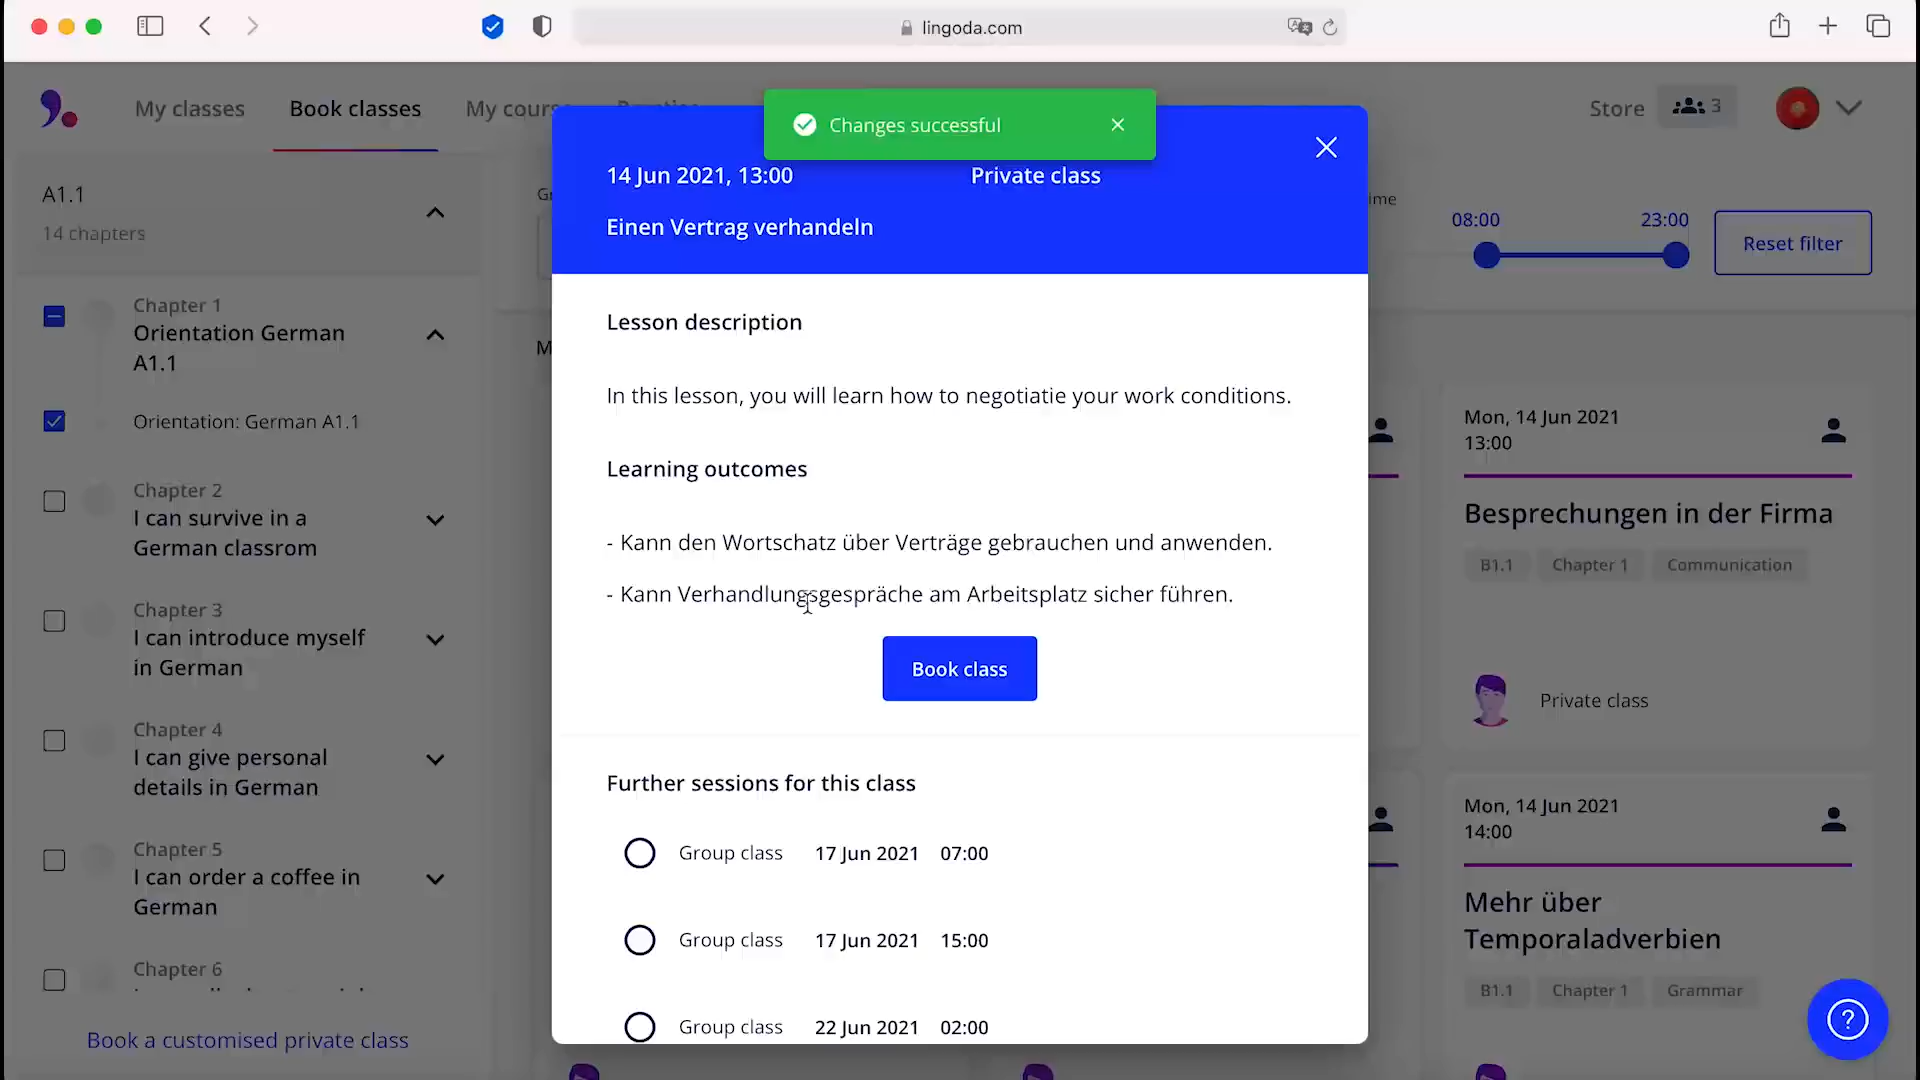 lingoda.com
My classes
Book classes
My cours
Store
3
Changes successful
14 Jun 2021, 13:00
Private class
Einen Vertrag verhandeln
A1.1
14 chapters
Chapter 1
Orientation German
A1.1
Orientation: German A1.1
Chapter 2
I can survive in a
German classrom
Chapter 3
I can introduce myself
in German
Chapter 4
I can give personal
details in German
Chapter 5
I can order a coffee in
German
Chapter 6
Book a customised private class
Lesson description
In this lesson, you will learn how to negotiatie your work conditions.
Learning outcomes
- Kann den Wortschatz über Verträge gebrauchen und anwenden.
- Kann Verhandlungsgespräche am Arbeitsplatz sicher führen.
Book class
Further sessions for this class
Group class 17 Jun 2021 07:00
Group class 17 Jun 2021 15:00
Group class 22 Jun 2021 02:00
ime
08:00
23:00
Reset filter
Mon, 14 Jun 2021
13:00
Besprechungen in der Firma
B1.1
Chapter 1
Communication
Private class
Mon, 14 Jun 2021
14:00
Mehr über
Temporaladverbien
B1.1
Chapter 1
Grammar
?